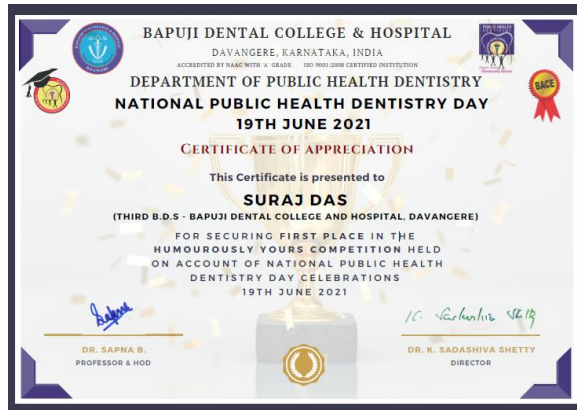 BAPUJI DENTAL COLLEGE & HOSPITAL
DAVANGERE, KARNATAKA, INDIA
ACCREDITED BY NAAC WITH 'A' GRADE ISO 9001:2008 CERTIFIED INSTITUTION
DEPARTMENT OF PUBLIC HEALTH DENTISTRY
BACE
NATIONAL PUBLIC HEALTH DENTISTRY DAY
19TH JUNE 2021
CERTIFICATE OF APPRECIATION
This Certificate is presented to
SURAJ DAS
(THIRD B.D.S - BAPUJI DENTAL COLLEGE AND HOSPITAL, DAVANGERE)
FOR SECURING FIRST PLACE IN THE
HUMOUROUSLY YOURS COMPETITION HELD
ON ACCOUNT OF NATIONAL PUBLIC HEALTH
DENTISTRY DAY CELEBRATIONS
19TH JUNE 2021
DR. SAPNA B.
PROFESSOR & HOD
DR. K. SADASHIVA SHETTY
DIRECTOR